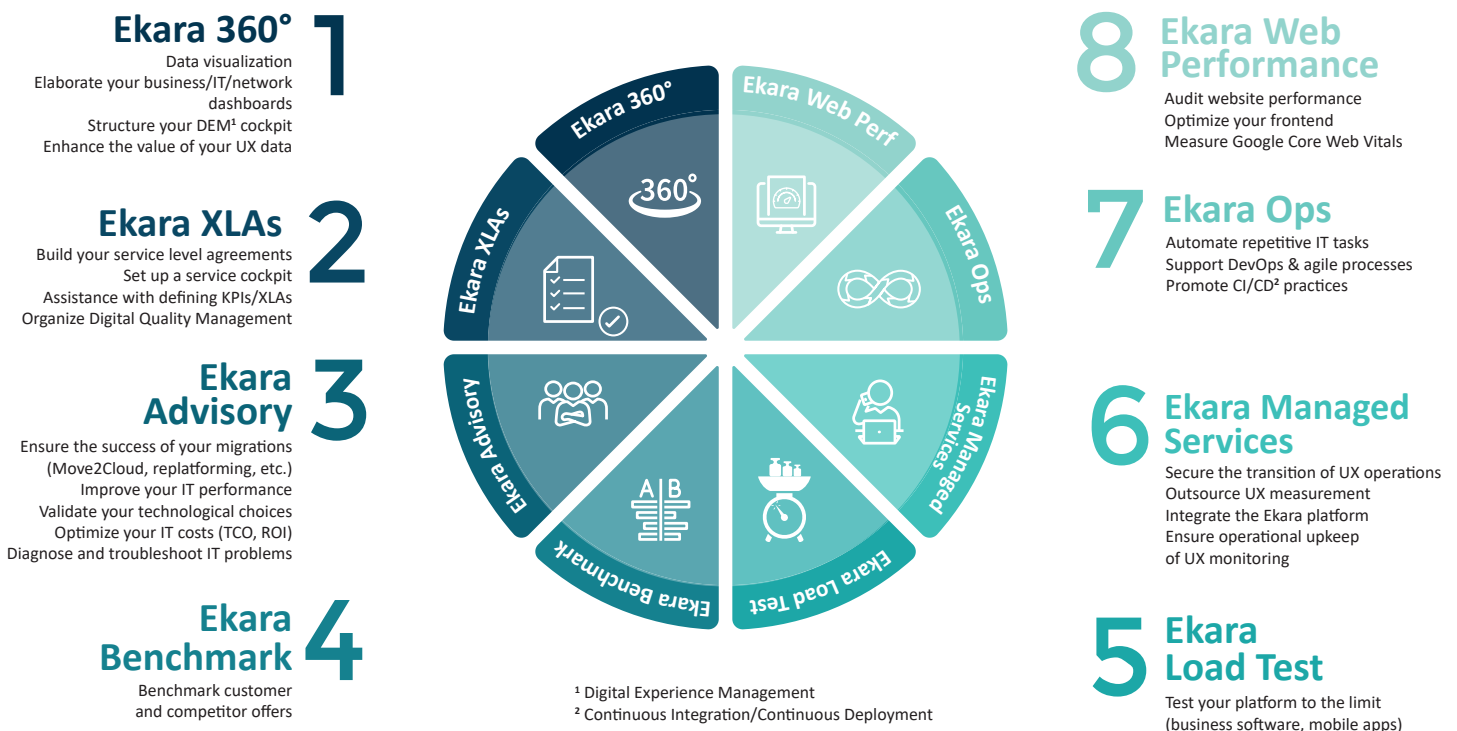 Ekara 360°
1
Data visualization
Elaborate your business/IT/network
dashboards
Structure your DEM¹ cockpit
Enhance the value of your UX data
Ekara XLAs
2
Build your service level agreements
Set up a service cockpit
Assistance with defining KPIs/XLAs
Organize Digital Quality Management
Ekara
Advisory
3
Ensure the success of your migrations
(Move2Cloud, replatforming, etc.)
Improve your IT performance
Validate your technological choices
Optimize your IT costs (TCO, ROI)
Diagnose and troubleshoot IT problems
Ekara
Benchmark
4
Benchmark customer
and competitor offers
Ekara 360°
360°
Ekara XLAs
Ekara Advisory
Ekara Benchmark
A B
Ekara Load Test
Ekara Managed
Services
Ekara Ops
Ekara Web Perf
¹ Digital Experience Management
² Continuous Integration/Continuous Deployment
8
Ekara Web
Performance
Audit website performance
Optimize your frontend
Measure Google Core Web Vitals
7
Ekara Ops
Automate repetitive IT tasks
Support DevOps & agile processes
Promote CI/CD² practices
6
Ekara Managed
Services
Secure the transition of UX operations
Outsource UX measurement
Integrate the Ekara platform
Ensure operational upkeep
of UX monitoring
5
Ekara
Load Test
Test your platform to the limit
(business software, mobile apps)